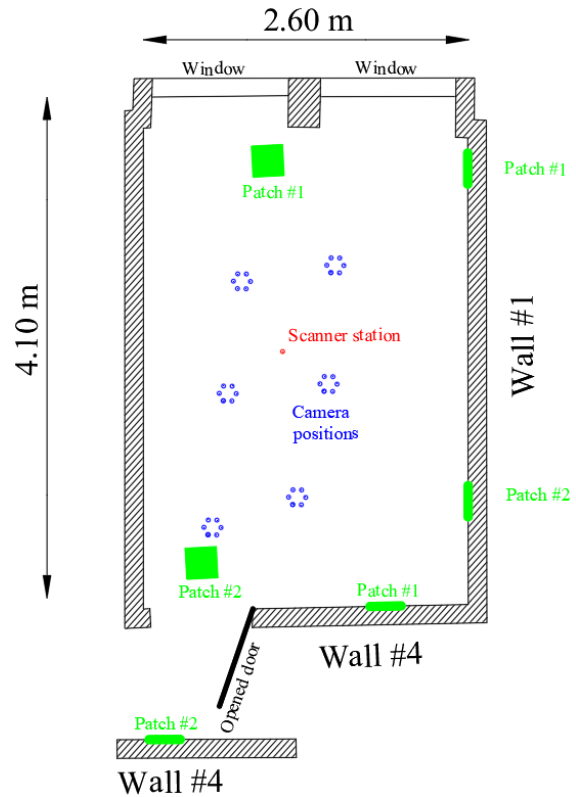 2.60 m
Window
Window
Patch #1
Patch #1
4.10 m
Wall #1
Scanner station
Camera
positions
Patch #2
Patch #2
Patch #1
Wall #4
Opened door
Patch #2
Wall #4